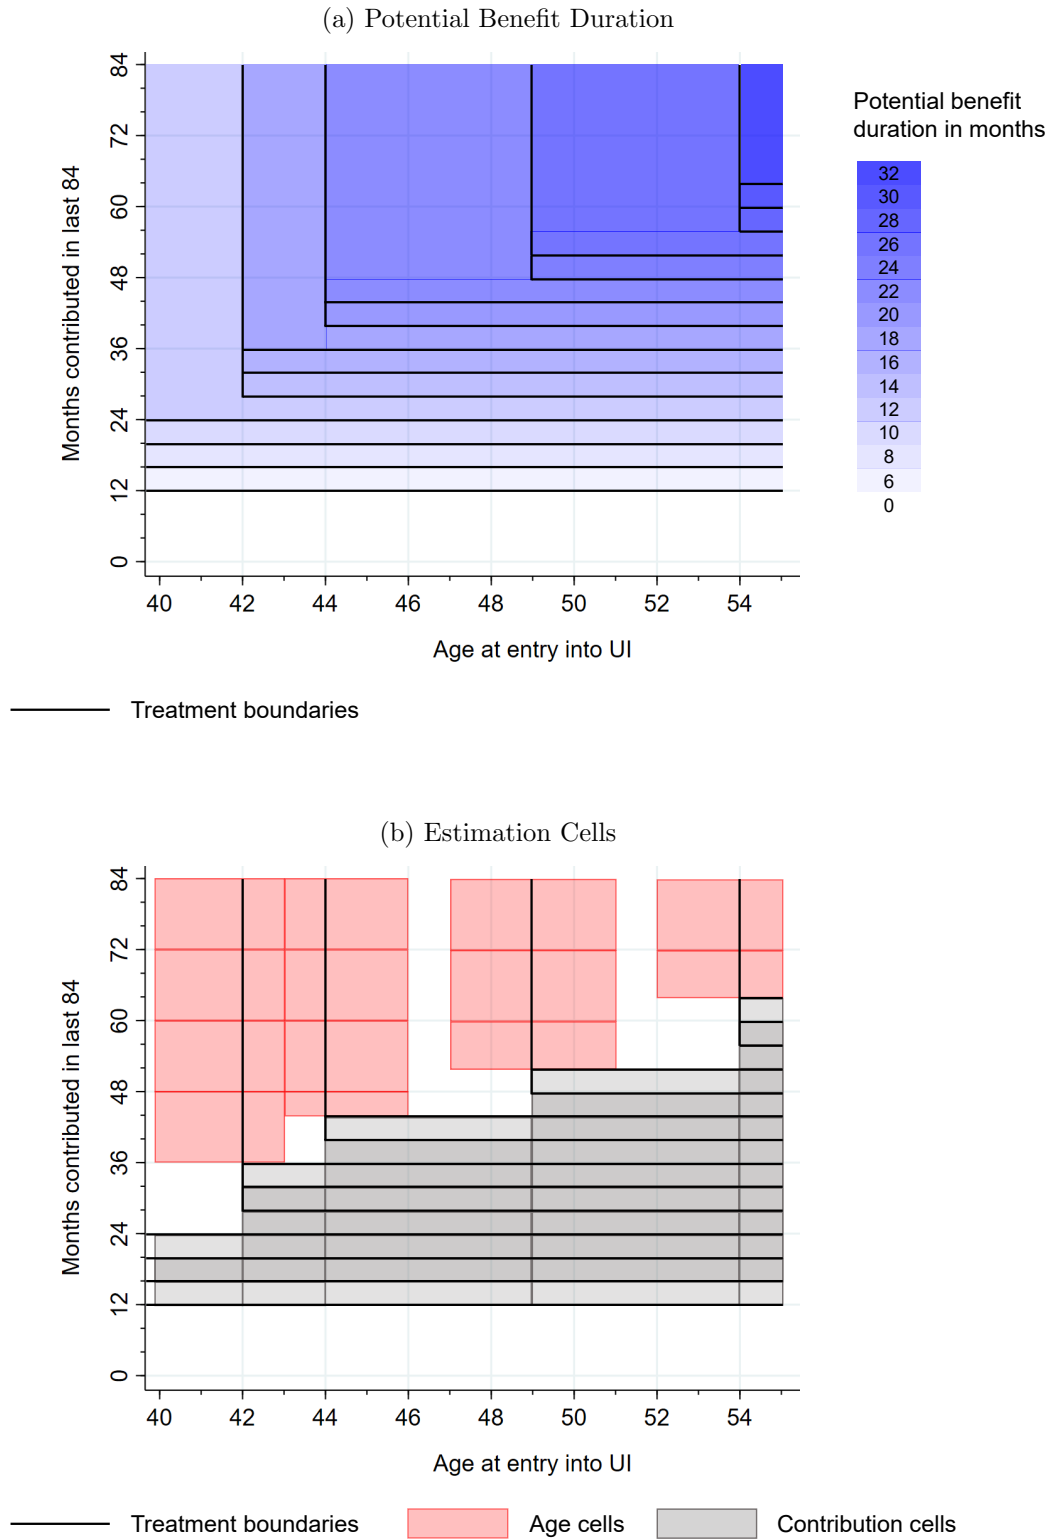 (a) Potential Benefit Duration
Months contributed in last 84
84
72
60
48
36
24
12
0
40 42 44 46 48 50 52 54
Age at entry into UI
Potential benefit
duration in months
32
30
28
26
24
22
20
18
16
14
12
10
8
6
0
Treatment boundaries
(b) Estimation Cells
Months contributed in last 84
84
72
60
48
36
24
12
0
40 42 44 46 48 50 52 54
Age at entry into UI
Treatment boundaries Age cells Contribution cells